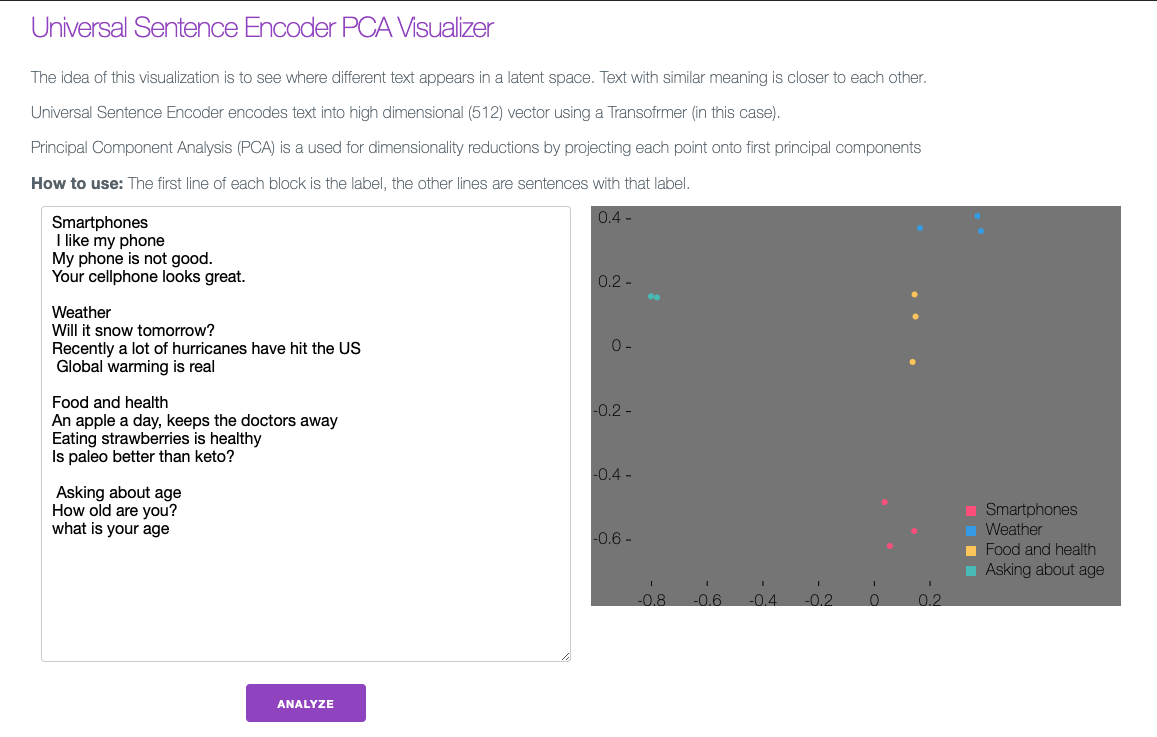 Universal Sentence Encoder PCA Visualizer
The idea of this visualization is to see where different text appears in a latent space. Text with similar meaning is closer to each other.
Universal Sentence Encoder encodes text into high dimensional (512) vector using a Transofrmer (in this case).
Principal Component Analysis (PCA) is a used for dimensionality reductions by projecting each point onto first principal components
How to use: The first line of each block is the label, the other lines are sentences with that label.
Smartphones
I like my phone
My phone is not good.
Your cellphone looks great.
Weather
Will it snow tomorrow?
Recently a lot of hurricanes have hit the US
Global warming is real
Food and health
An apple a day, keeps the doctors away
Eating strawberries is healthy
Is paleo better than keto?
Asking about age
How old are you?
what is your age
0.4
0.2
0
-0.2
-0.4
-0.6
Smartphones
Weather
Food and health
Asking about age
-0.8 -0.6 -0.4 -0.2 0 0.2
ANALYZE